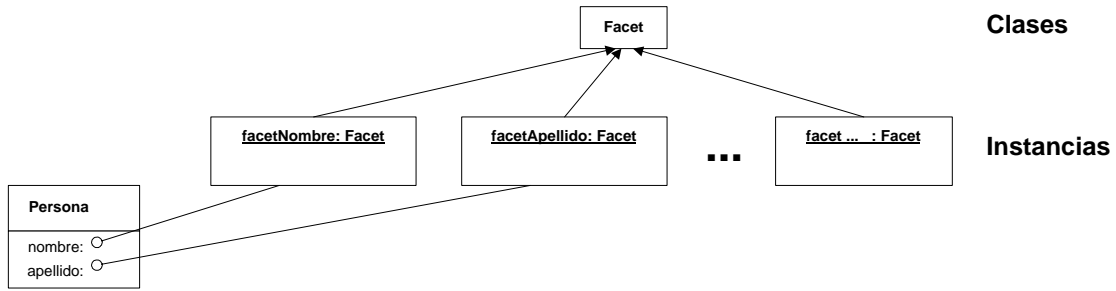 Facet
Clases
facetNombre: Facet
facetApellido: Facet
...
facet ... : Facet
Instancias
Persona
nombre:
apellido: